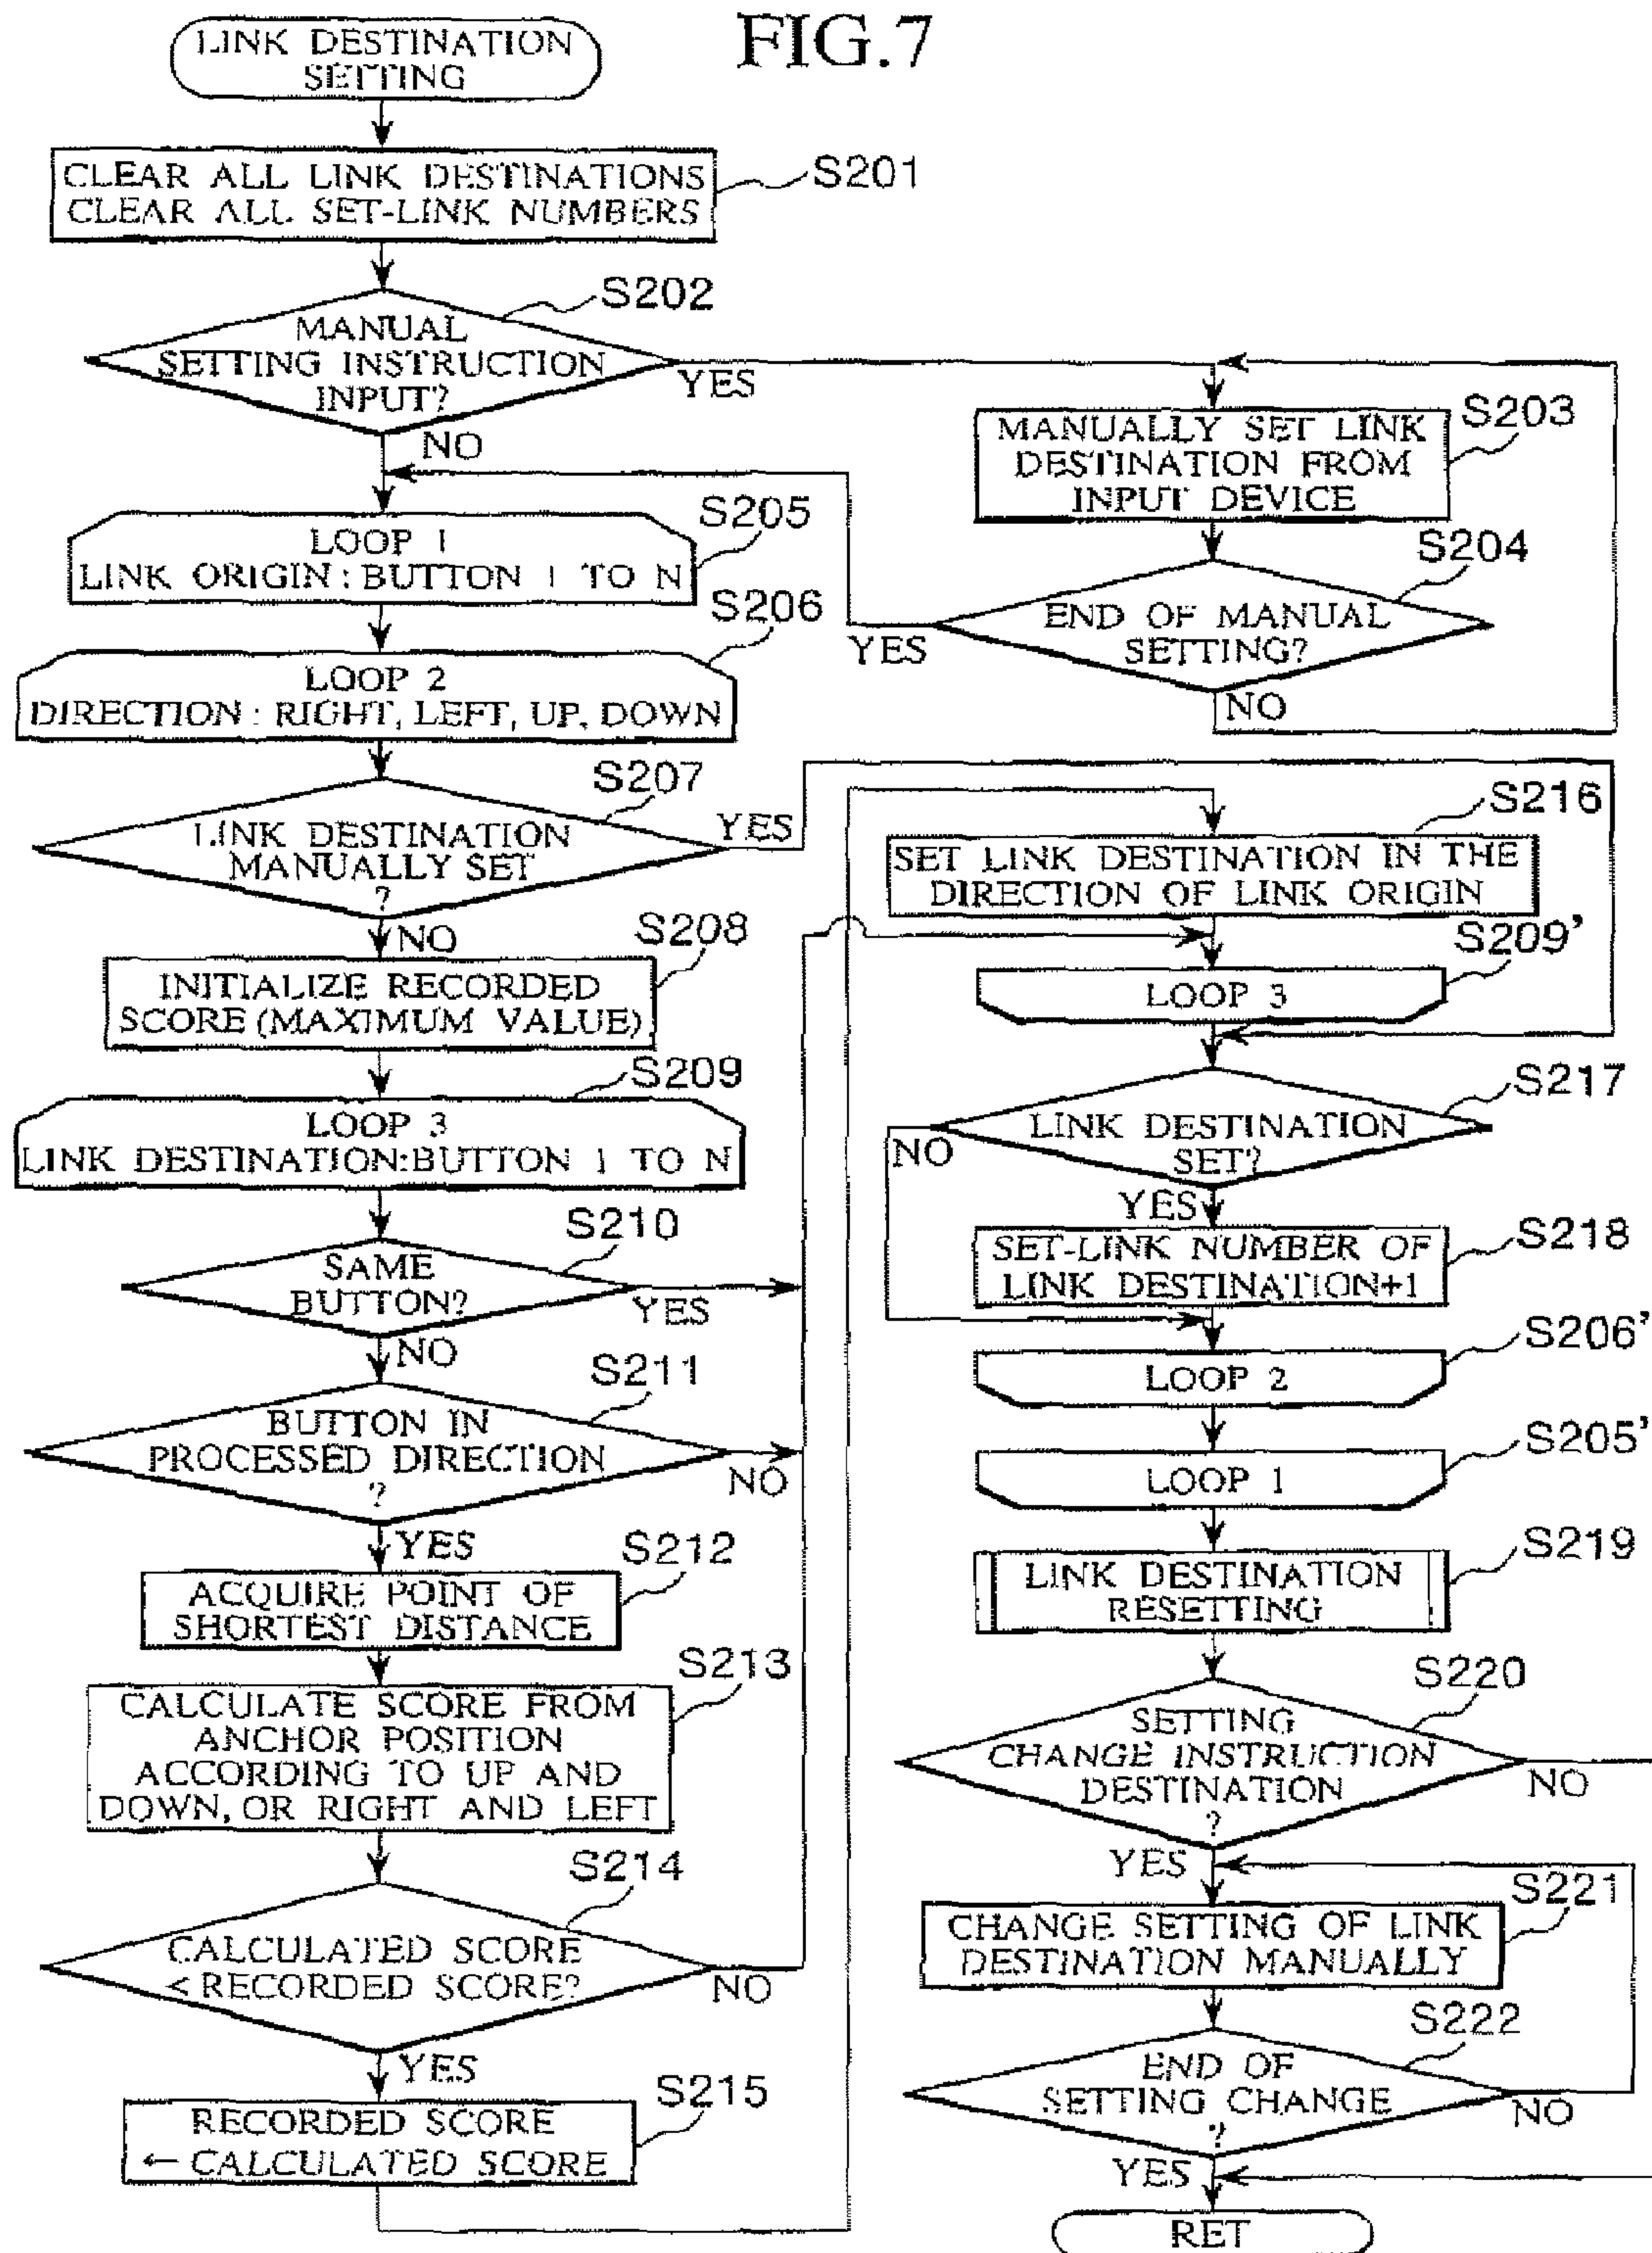 FIG.7
LINK DESTINATION
SETTING
CLEAR ALL LINK DESTINATIONS
CLEAR ALL SET-LINK NUMBERS
S201
S202
MANUAL
SETTING INSTRUCTION
INPUT?
YES
NO
S203
MANUALLY SET LINK
DESTINATION FROM
INPUT DEVICE
S204
END OF MANUAL
SETTING?
YES
NO
S205
LOOP 1
LINK ORIGIN : BUTTON 1 TO N
S206
LOOP 2
DIRECTION : RIGHT, LEFT, UP, DOWN
S207
LINK DESTINATION
MANUALLY SET
?
YES
NO
S208
INITIALIZE RECORDED
SCORE (MAXIMUM VALUE)
S209
LOOP 3
LINK DESTINATION:BUTTON 1 TO N
S210
SAME
BUTTON?
YES
NO
S211
BUTTON IN
PROCESSED DIRECTION
?
NO
YES
S212
ACQUIRE POINT OF
SHORTEST DISTANCE
S213
CALCULATE SCORE FROM
ANCHOR POSITION
ACCORDING TO UP AND
DOWN, OR RIGHT AND LEFT
S214
CALCULATED SCORE
< RECORDED SCORE?
NO
YES
S215
RECORDED SCORE
← CALCULATED SCORE
S216
SET LINK DESTINATION IN THE
DIRECTION OF LINK ORIGIN
S209'
LOOP 3
S217
LINK DESTINATION
SET?
NO
YES
S218
SET-LINK NUMBER OF
LINK DESTINATION+1
S206'
LOOP 2
S205'
LOOP 1
S219
LINK DESTINATION
RESETTING
S220
SETTING
CHANGE INSTRUCTION
DESTINATION
?
NO
YES
S221
CHANGE SETTING OF LINK
DESTINATION MANUALLY
S222
END OF
SETTING CHANGE
?
NO
YES
RET